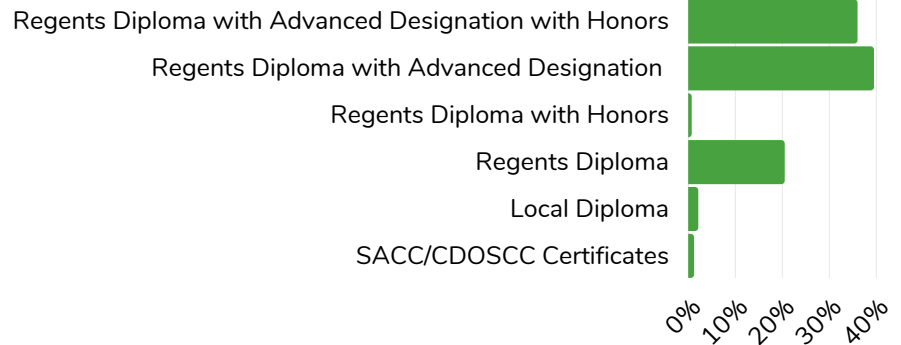 Regents Diploma with Advanced Designation with Honors
Regents Diploma with Advanced Designation
Regents Diploma with Honors
Regents Diploma
Local Diploma
SACC/CDOSCC Certificates
0%
10%
20%
30%
40%